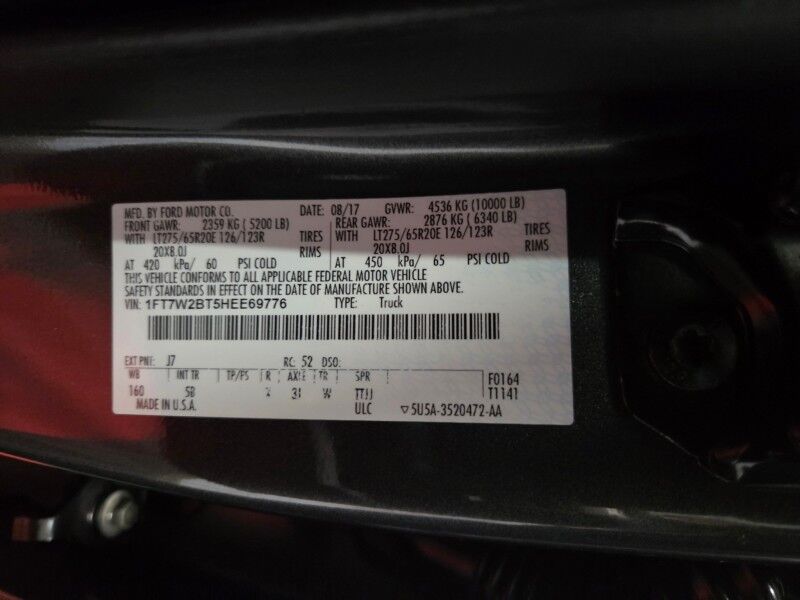 MFD. BY FORD MOTOR CO. DATE: 08/17 GVWR: 4536 KG (10000 LB)
FRONT GAWR: 2359 KG ( 5200 LB) REAR GAWR: 2876 KG ( 6340 LB)
WITH LT275/65R20E 126/123R TIRES WITH LT275/65R20E 126/123R TIRES
20X8.0J RIMS 20X8.0J RIMS
AT 420 kPa/ 60 PSI COLD AT 450 kPa/ 65 PSI COLD
THIS VEHICLE CONFORMS TO ALL APPLICABLE FEDERAL MOTOR VEHICLE
SAFETY STANDARDS IN EFFECT ON THE DATE OF MANUFACTURE SHOWN ABOVE.
VIN: 1FT7W2BT5HEE69776 TYPE: Truck
EXT PNT: J7 RC: 52 DSO:
WB INT TR TP/PS R AXLE TR SPR F0164
160 5B 31 W TTJJ T1141
MADE IN U.S.A. ULC 5U5A-3520472-AA